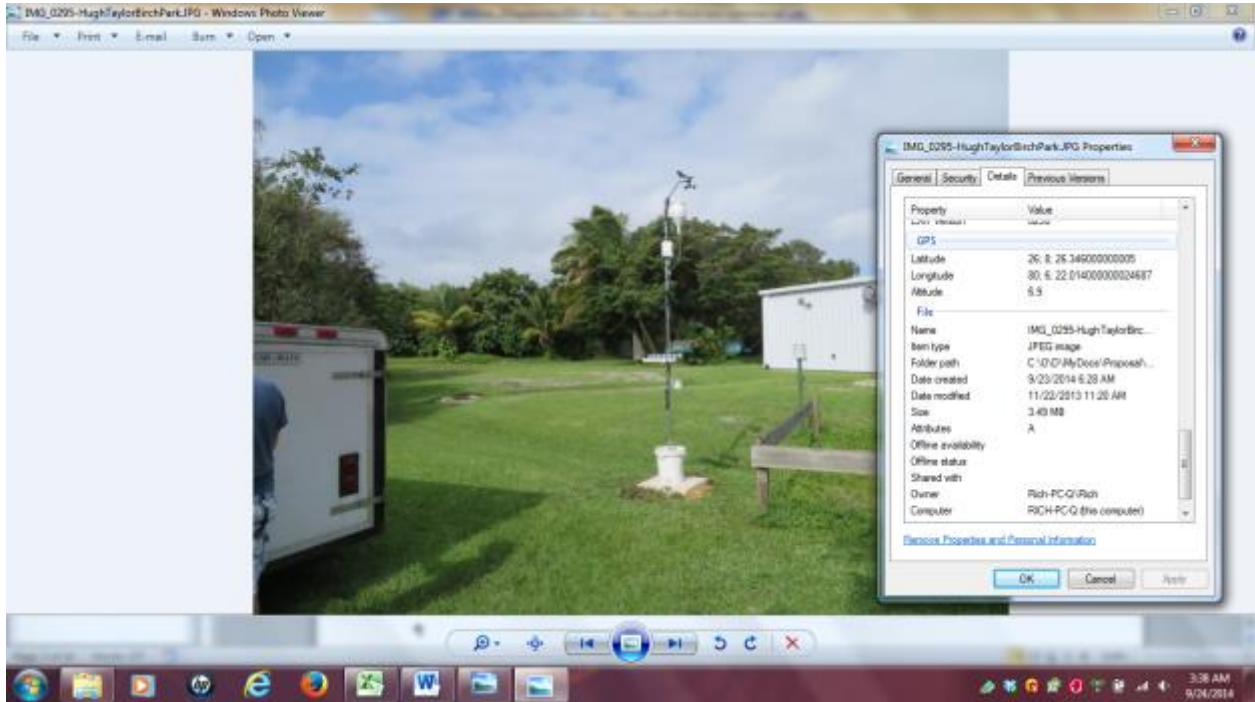 IMG_0295-HughTaylorBirchPark.JPG - Windows Photo Viewer
File Print E-mail Burn Open
IMG_0295-HughTaylorBirchPark.JPG Properties
General Security Details Previous Versions
Property Value
GPS
Latitude 26; 8; 26.346000000005
Longitude 80; 6; 22.014000000024687
Altitude 6.9
File
Name IMG_0295-HughTaylorBirc...
Item type JPEG image
Folder path
Date created 9/23/2014 6:28 AM
Date modified 11/22/2013 11:20 AM
Size 3.49 MB
Attributes A
Offline availability
Offline status
Shared with
Owner Rich-PC-Q\Rich
Computer RICH-PC-Q (this computer)
Remove Properties and Personal Information
OK Cancel Apply
hp
W
3:38 AM
9/24/2014